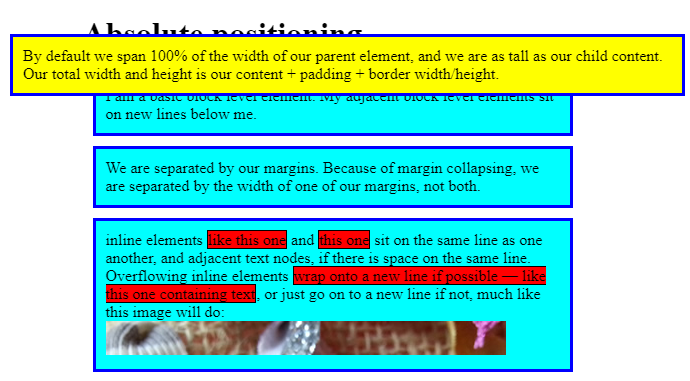 Absolute positioning
By default we span 100% of the width of our parent element, and we are as tall as our child content.
Our total width and height is our content + padding + border width/height.
I am a basic block level element. My adjacent block level elements sit
on new lines below me.
We are separated by our margins. Because of margin collapsing, we
are separated by the width of one of our margins, not both.
inline elements like this one and this one sit on the same line as one
another, and adjacent text nodes, if there is space on the same line.
Overflowing inline elements wrap onto a new line if possible — like
this one containing text, or just go on to a new line if not, much like
this image will do: